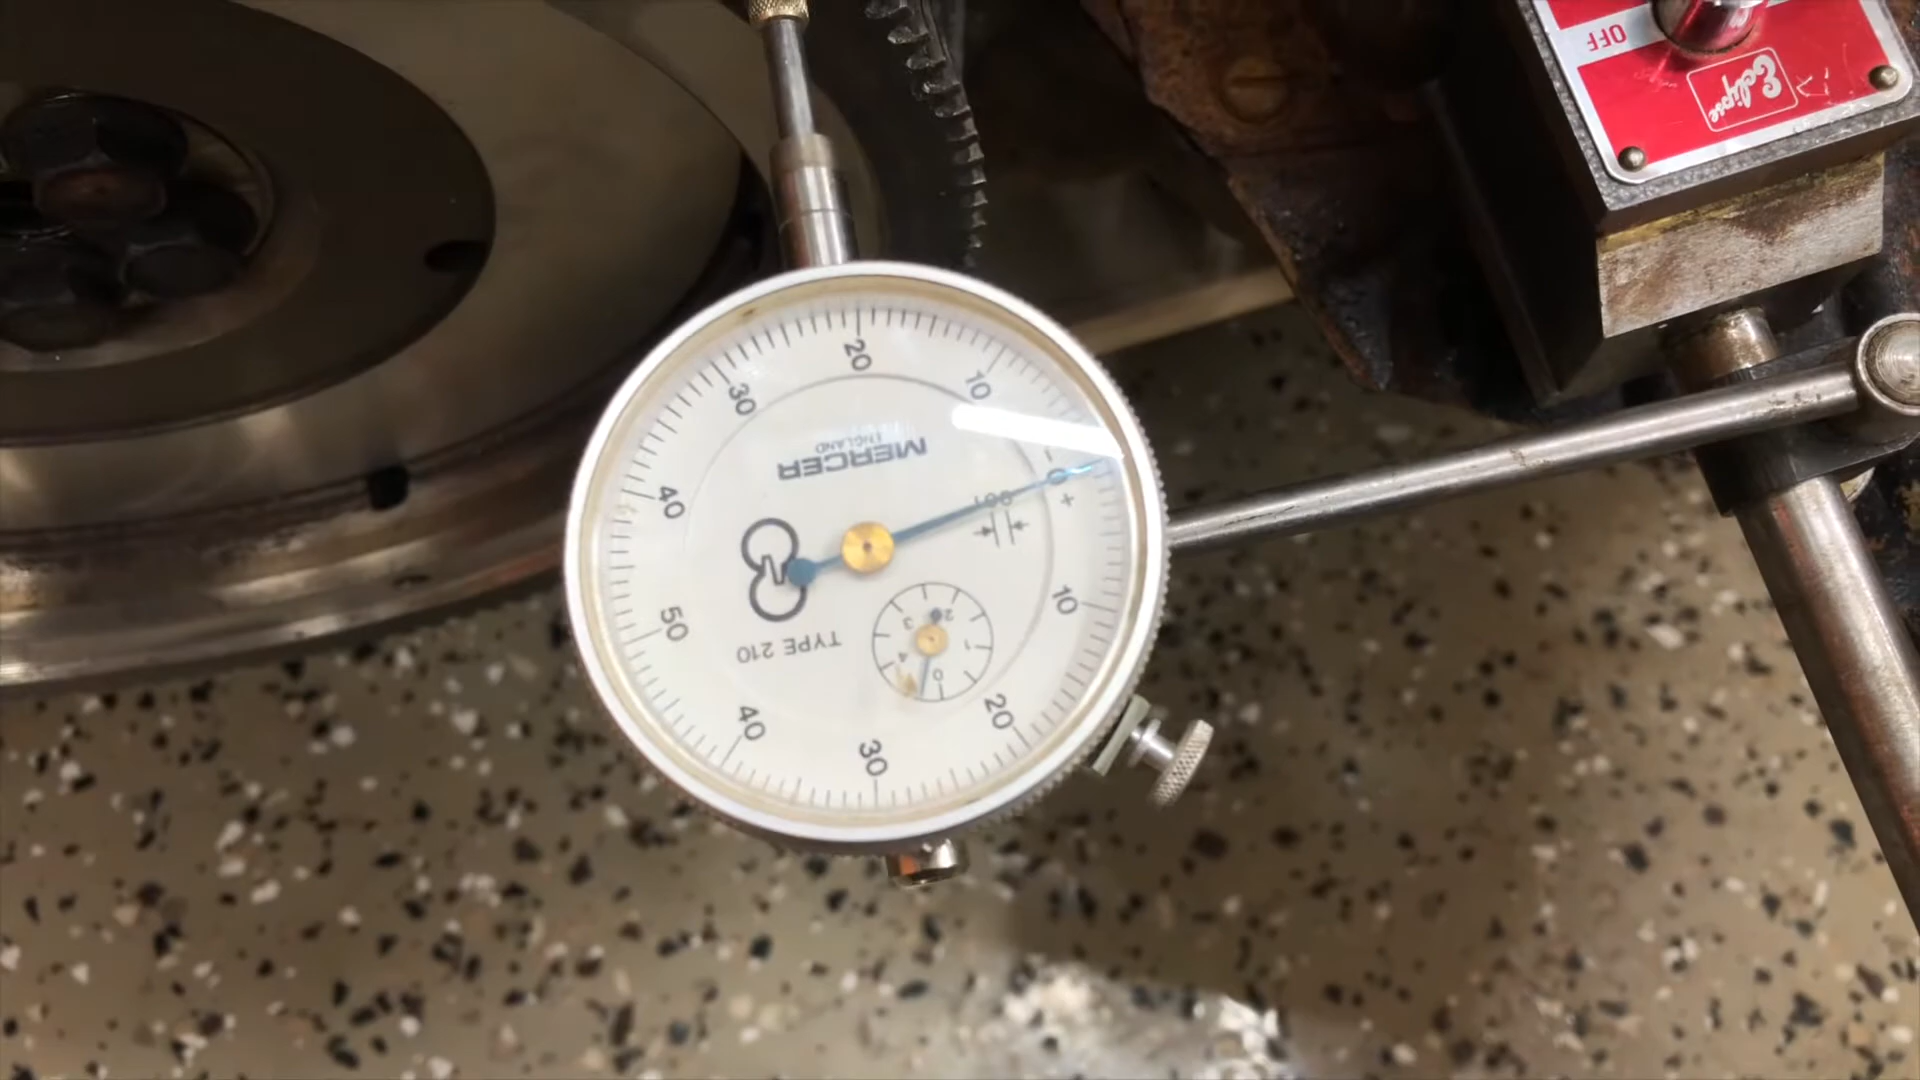 OFF
Eclipse
MERCER
ENGLAND
.001
TYPE 210
- 0 +
10
20
30
40
50
40
30
20
10
0
1
2
3
4